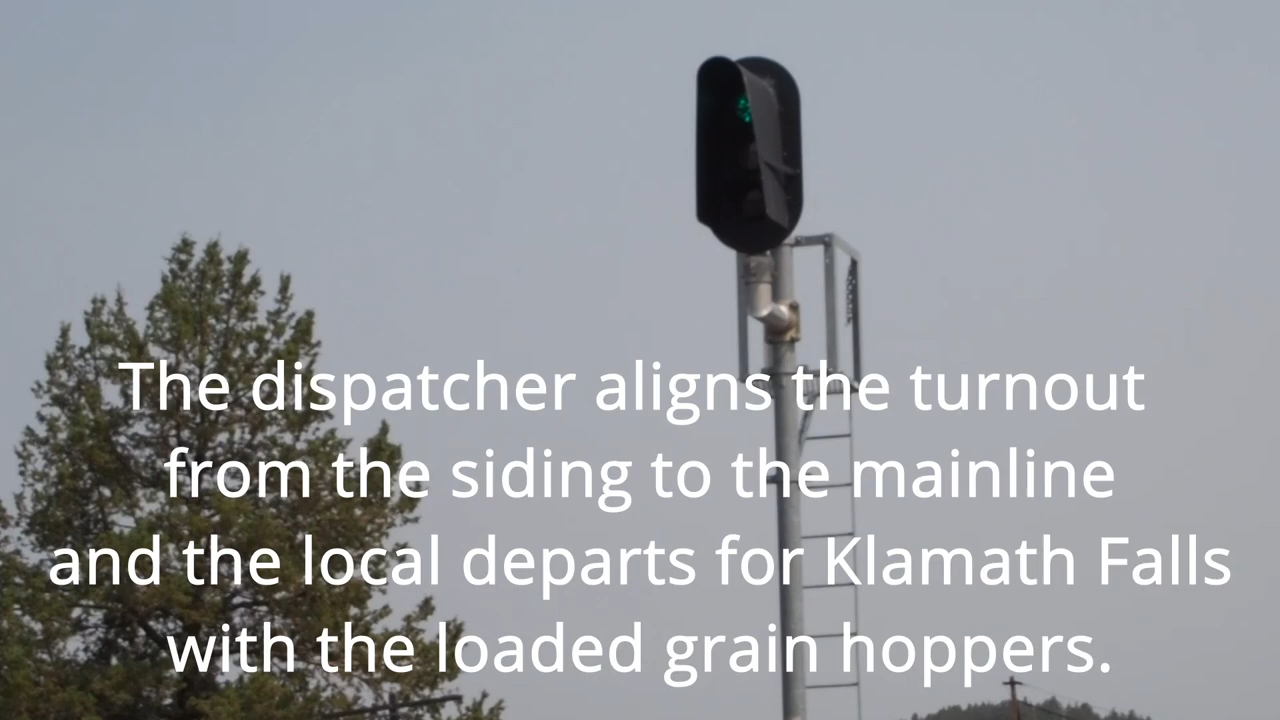 The dispatcher aligns the turnout
from the siding to the mainline
and the local departs for Klamath Falls
with the loaded grain hoppers.